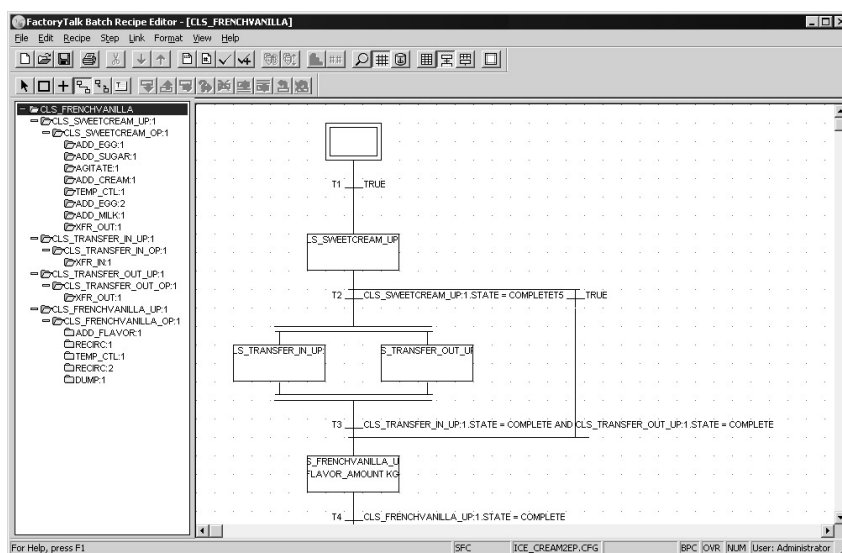 FactoryTalk Batch Recipe Editor - [CLS_FRENCHVANILLA]
File Edit Recipe Step Link Format View Help
CLS_FRENCHVANILLA
CLS_SWEETCREAM_UP:1
CLS_SWEETCREAM_OP:1
ADD_EGG:1
ADD_SUGAR:1
AGITATE:1
ADD_CREAM:1
TEMP_CTL:1
ADD_EGG:2
ADD_MILK:1
XFR_OUT:1
CLS_TRANSFER_IN_UP:1
CLS_TRANSFER_IN_OP:1
XFR_IN:1
CLS_TRANSFER_OUT_UP:1
CLS_TRANSFER_OUT_OP:1
XFR_OUT:1
CLS_FRENCHVANILLA_UP:1
CLS_FRENCHVANILLA_OP:1
ADD_FLAVOR:1
RECIRC:1
TEMP_CTL:1
RECIRC:2
DUMP:1
T1 TRUE
LS_SWEETCREAM_UP
T2 CLS_SWEETCREAM_UP:1.STATE = COMPLETE T5 TRUE
LS_TRANSFER_IN_UP: S_TRANSFER_OUT_UF
T3 CLS_TRANSFER_IN_UP:1.STATE = COMPLETE AND CLS_TRANSFER_OUT_UP:1.STATE = COMPLETE
S_FRENCHVANILLA_U
FLAVOR_AMOUNT KG
T4 CLS_FRENCHVANILLA_UP:1.STATE = COMPLETE
For Help, press F1 SFC ICE_CREAM2EP.CFG BPC OVR NUM User: Administrator